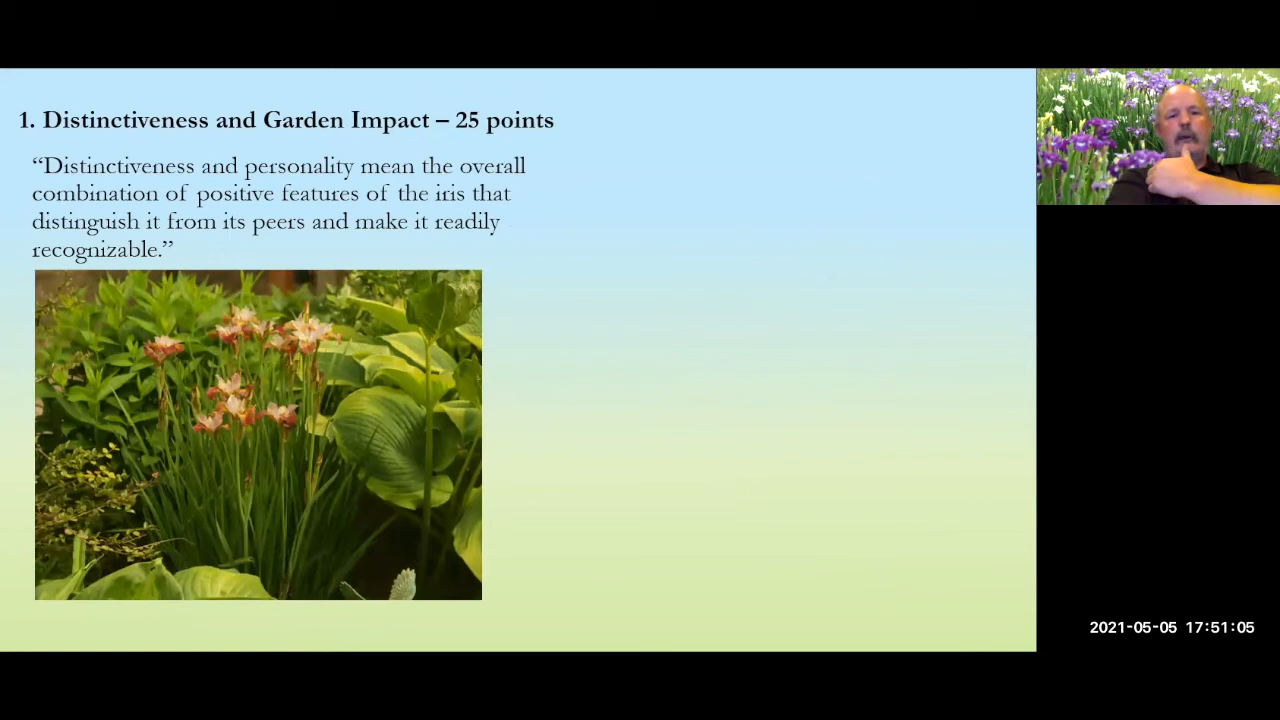 1. Distinctiveness and Garden Impact – 25 points
“Distinctiveness and personality mean the overall
combination of positive features of the iris that
distinguish it from its peers and make it readily
recognizable.”
2021-05-05 17:51:05